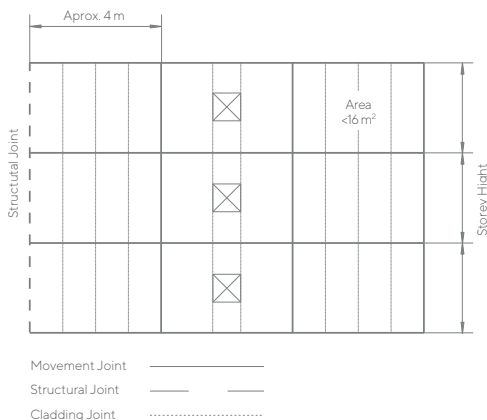 Aprox. 4 m
Structutal Joint
Area
<16 m²
Storey Hight
Movement Joint
Structural Joint
Cladding Joint